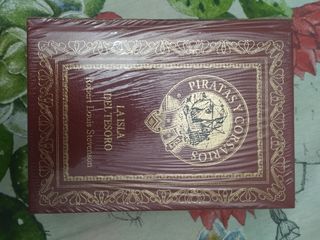 PIRATAS Y CORSARIOS
LA ISLA
DEL TESORO
Robert Louis Stevenson